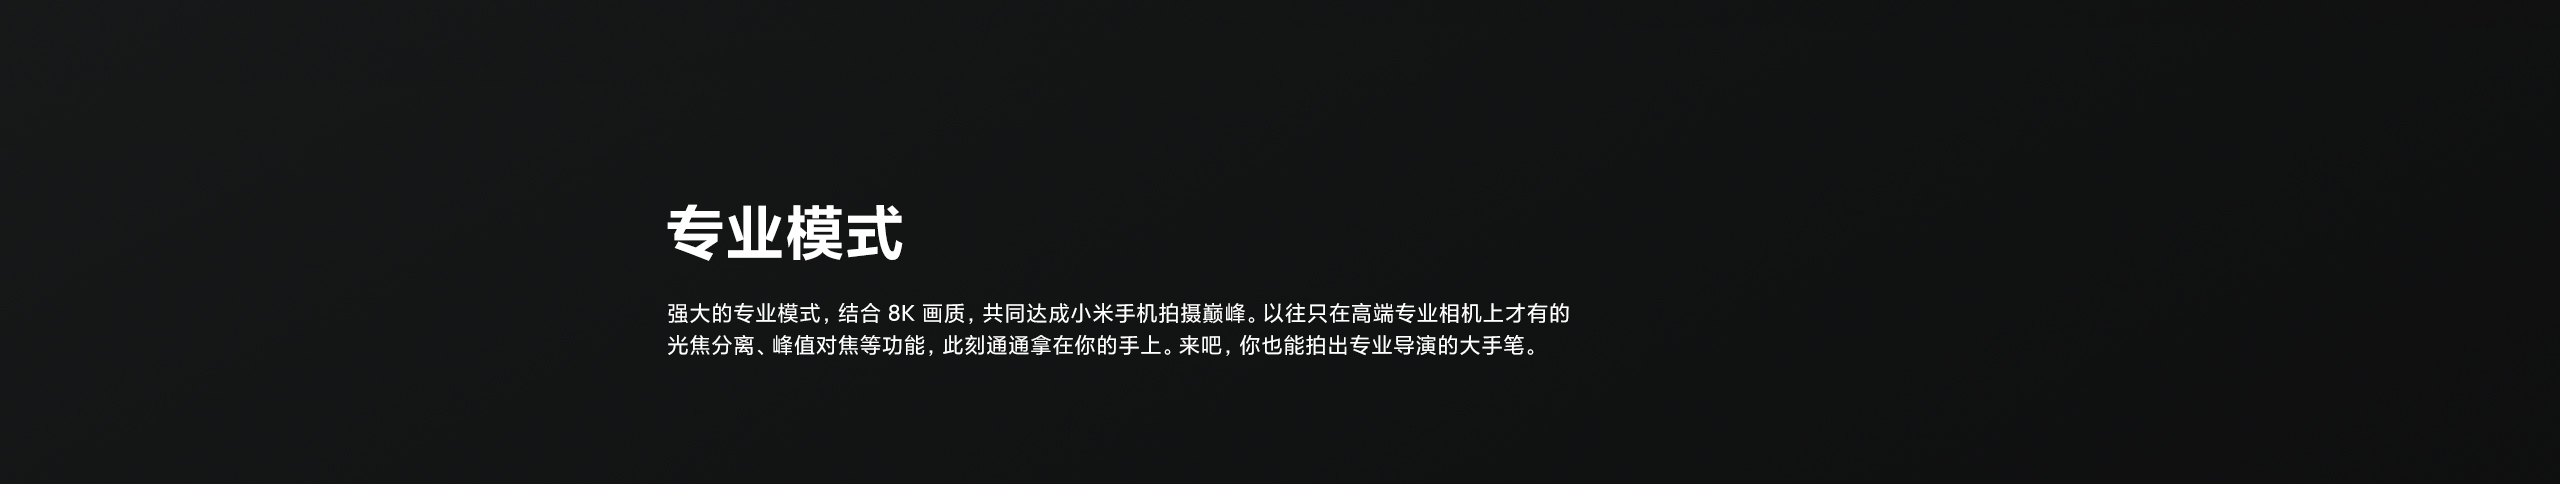 专业模式
强大的专业模式，结合 8K 画质，共同达成小米手机拍摄巅峰。以往只在高端专业相机上才有的
光焦分离、峰值对焦等功能，此刻通通拿在你的手上。来吧，你也能拍出专业导演的大手笔。